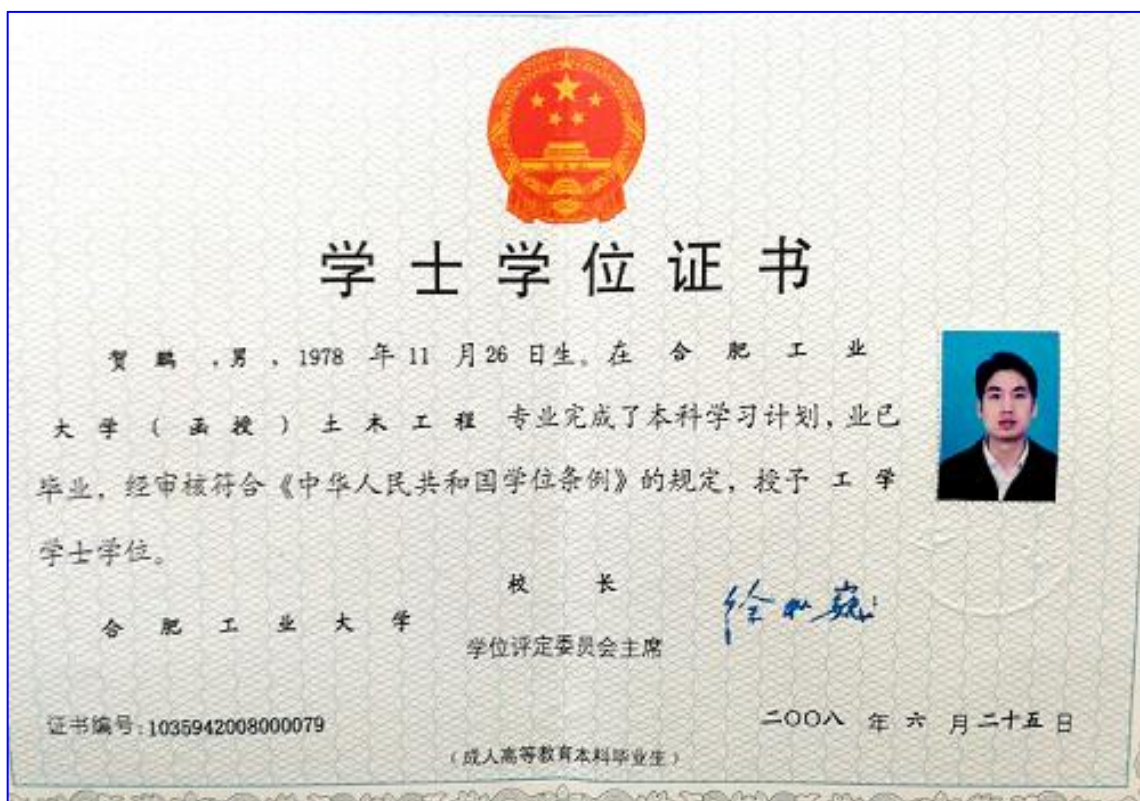 学士学位证书
贺鹏 ，男，1978 年 11 月 26 日生。在 合肥工业
大学（函授）土木工程 专业完成了本科学习计划，业已
毕业，经审核符合《中华人民共和国学位条例》的规定，授予 工学
学士学位。
校长
合肥工业大学
学位评定委员会主席
证书编号：1035942008000079
二〇〇八 年 六 月 二十五 日
（成人高等教育本科毕业生）